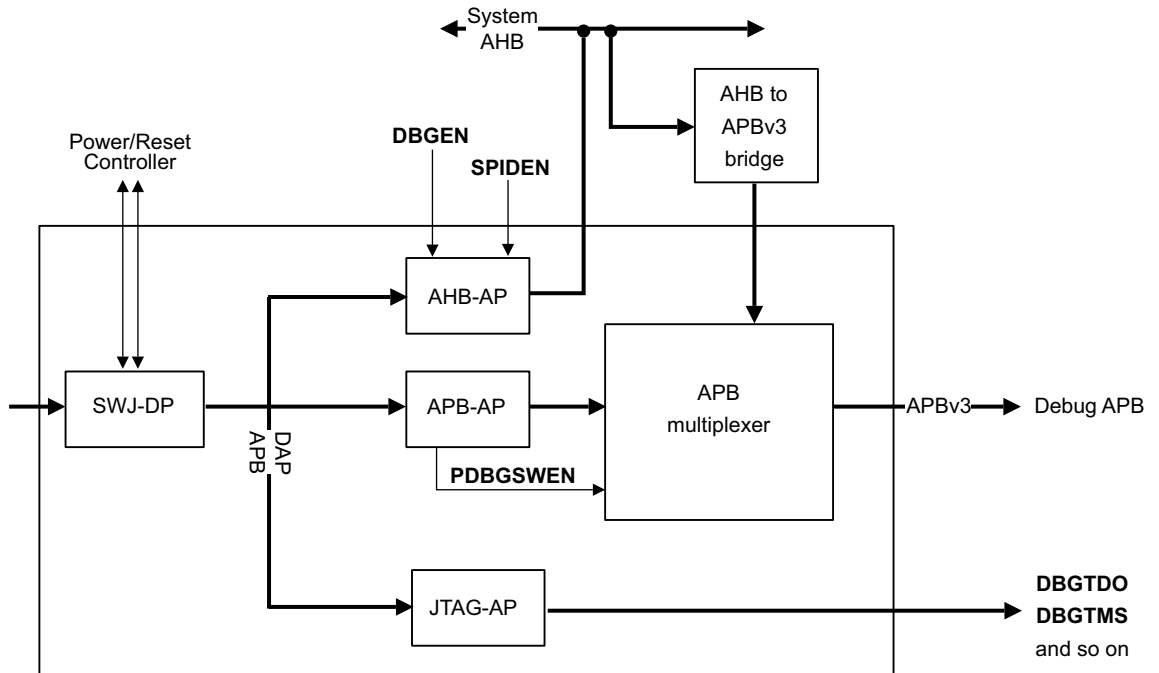 System
AHB
AHB to
APBv3
bridge
Power/Reset
Controller
DBGEN
SPIDEN
AHB-AP
SWJ-DP
APB-AP
APB
multiplexer
APBv3
Debug APB
DAP
APB
PDBGSWEN
JTAG-AP
DBGTDO
DBGTMS
and so on